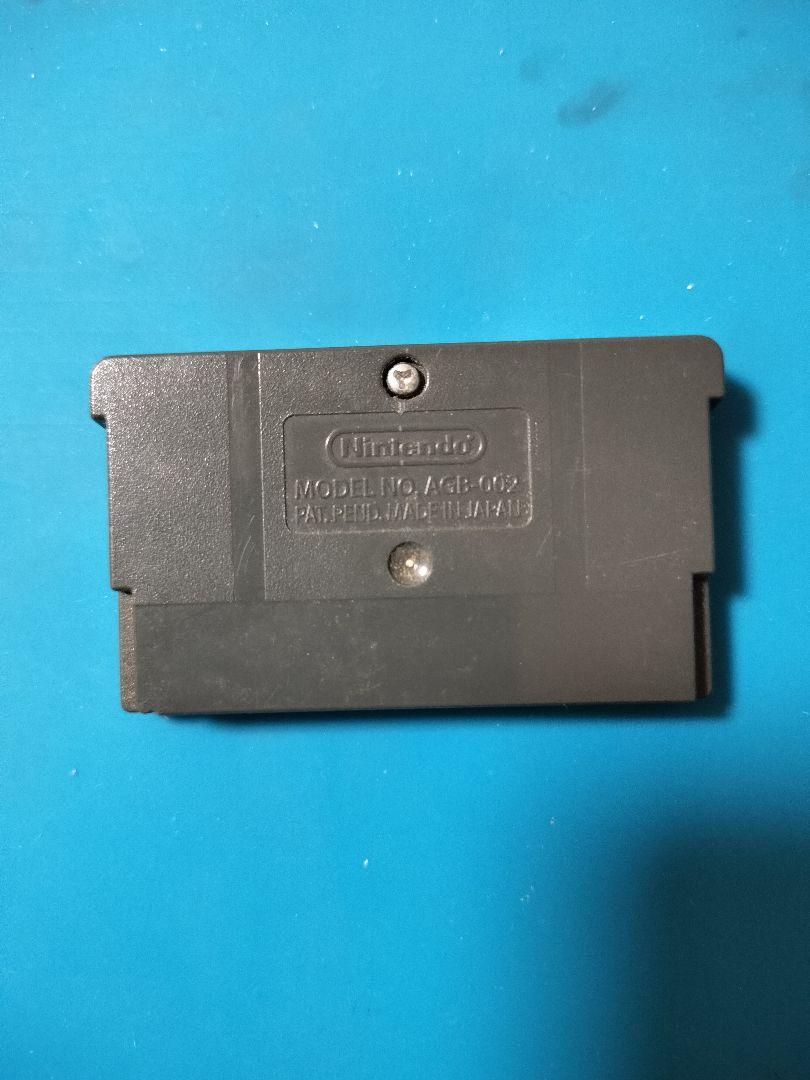 Nintendo
MODEL NO. AGB-002
PAT. PEND. MADE IN JAPAN